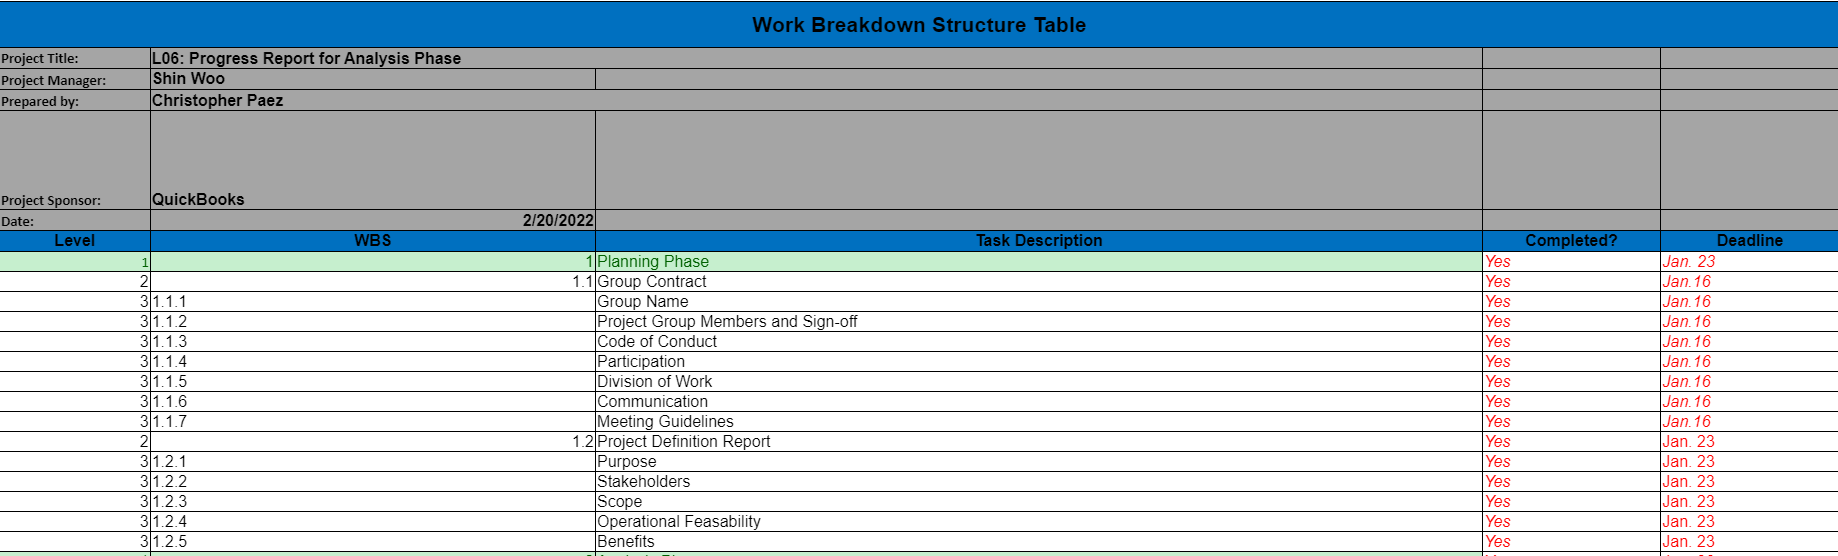 Work Breakdown Structure Table
Project Title: L06: Progress Report for Analysis Phase
Project Manager: Shin Woo
Prepared by: Christopher Paez
Project Sponsor: QuickBooks
Date: 2/20/2022
Level WBS Task Description Completed? Deadline
1 1 Planning Phase Yes Jan. 23
2 1.1 Group Contract Yes Jan.16
3 1.1.1 Group Name Yes Jan.16
3 1.1.2 Project Group Members and Sign-off Yes Jan.16
3 1.1.3 Code of Conduct Yes Jan.16
3 1.1.4 Participation Yes Jan.16
3 1.1.5 Division of Work Yes Jan.16
3 1.1.6 Communication Yes Jan.16
3 1.1.7 Meeting Guidelines Yes Jan.16
2 1.2 Project Definition Report Yes Jan. 23
3 1.2.1 Purpose Yes Jan. 23
3 1.2.2 Stakeholders Yes Jan. 23
3 1.2.3 Scope Yes Jan. 23
3 1.2.4 Operational Feasability Yes Jan. 23
3 1.2.5 Benefits Yes Jan. 23